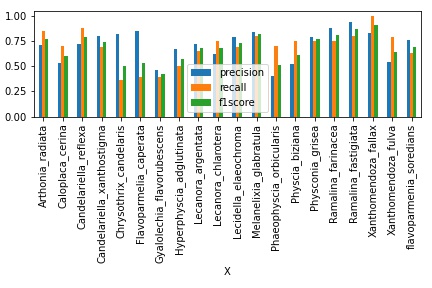 1.00
0.75
0.50
0.25
0.00
precision
recall
f1score
Arthonia_radiata
Caloplaca_cerina
Candelariella_reflexa
Candelariella_xanthostigma
Chrysothrix_candelaris
Flavoparmelia_caperata
Gyalolechia_flavorubescens
Hyperphyscia_adglutinata
Lecanora_argentata
Lecanora_chlarotera
Lecidella_elaeochroma
Melanelixia_glabratula
Phaeophyscia_orbicularis
Physcia_biziana
Physconia_grisea
Ramalina_farinacea
Ramalina_fastigiata
Xanthomendoza_fallax
Xanthomendoza_fulva
flavoparmenia_soredians
X